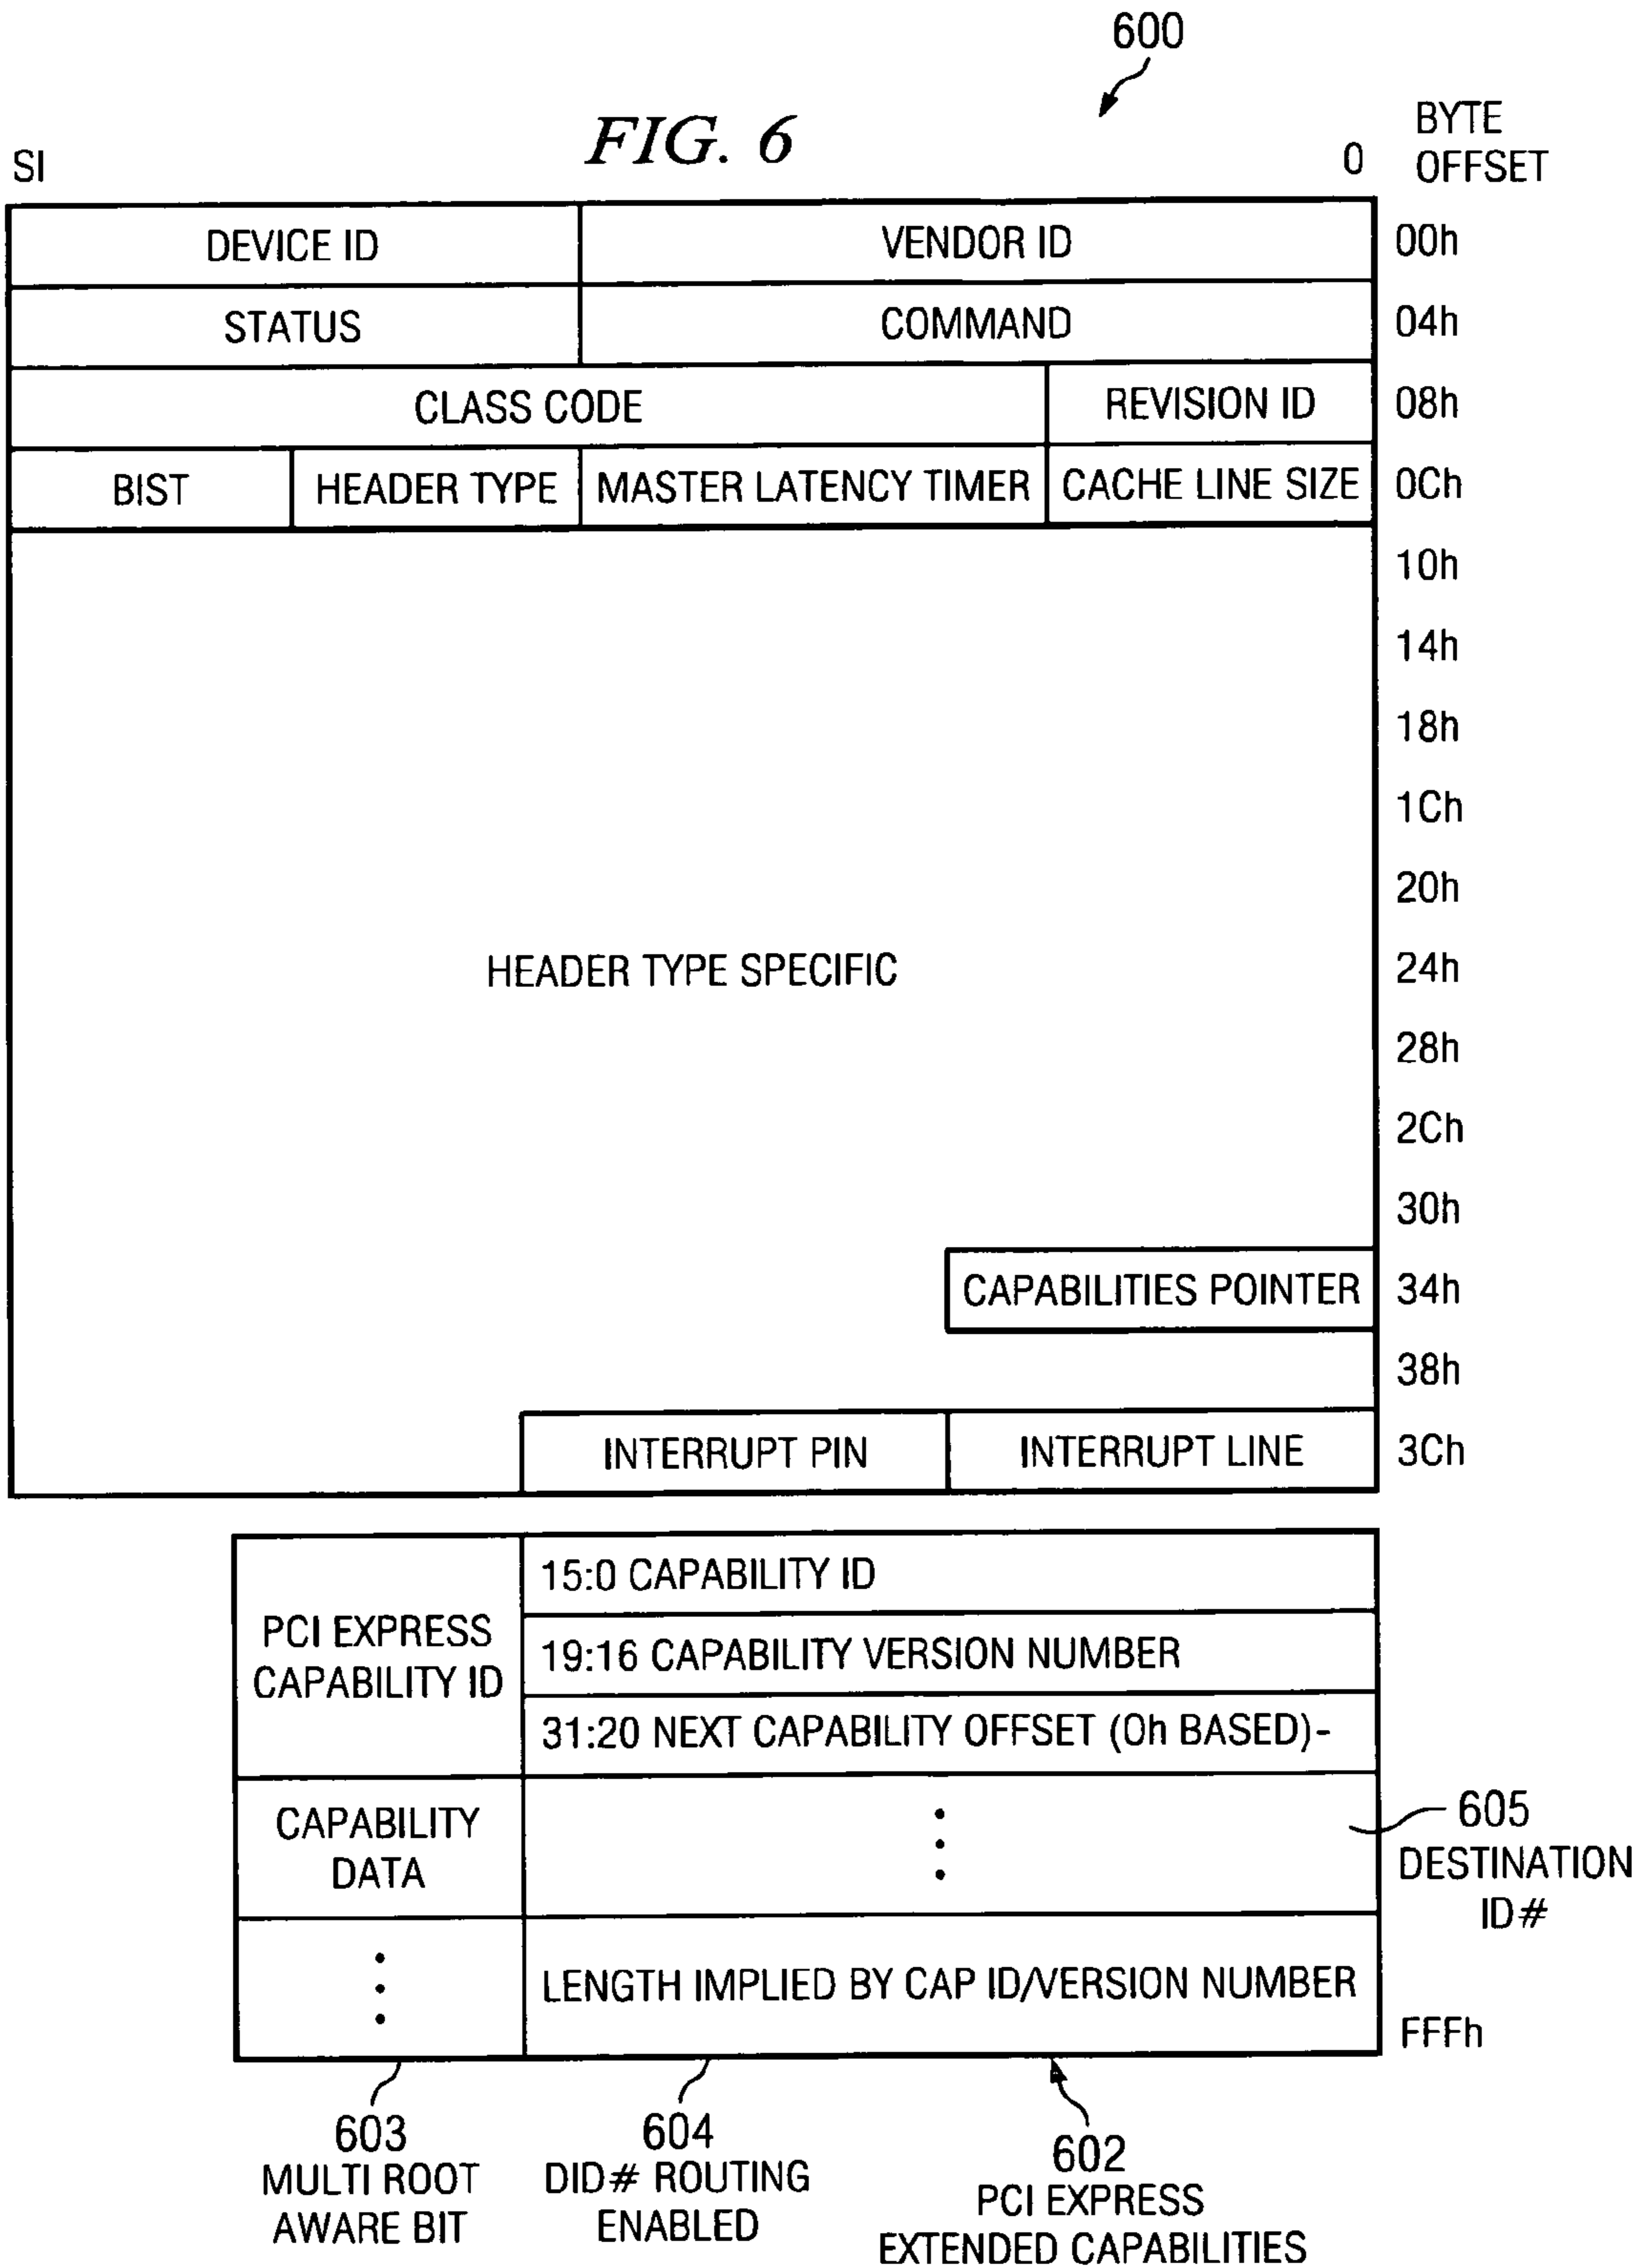 600
FIG. 6
BYTE
OFFSET
SI
0
DEVICE ID
VENDOR ID
00h
STATUS
COMMAND
04h
CLASS CODE
REVISION ID
08h
BIST
HEADER TYPE
MASTER LATENCY TIMER
CACHE LINE SIZE
0Ch
10h
14h
18h
1Ch
20h
HEADER TYPE SPECIFIC
24h
28h
2Ch
30h
CAPABILITIES POINTER
34h
38h
INTERRUPT PIN
INTERRUPT LINE
3Ch
PCI EXPRESS
CAPABILITY ID
15:0 CAPABILITY ID
19:16 CAPABILITY VERSION NUMBER
31:20 NEXT CAPABILITY OFFSET (0h BASED)-
CAPABILITY
DATA
605
DESTINATION
ID#
LENGTH IMPLIED BY CAP ID/VERSION NUMBER
FFFh
603
MULTI ROOT
AWARE BIT
604
DID# ROUTING
ENABLED
602
PCI EXPRESS
EXTENDED CAPABILITIES